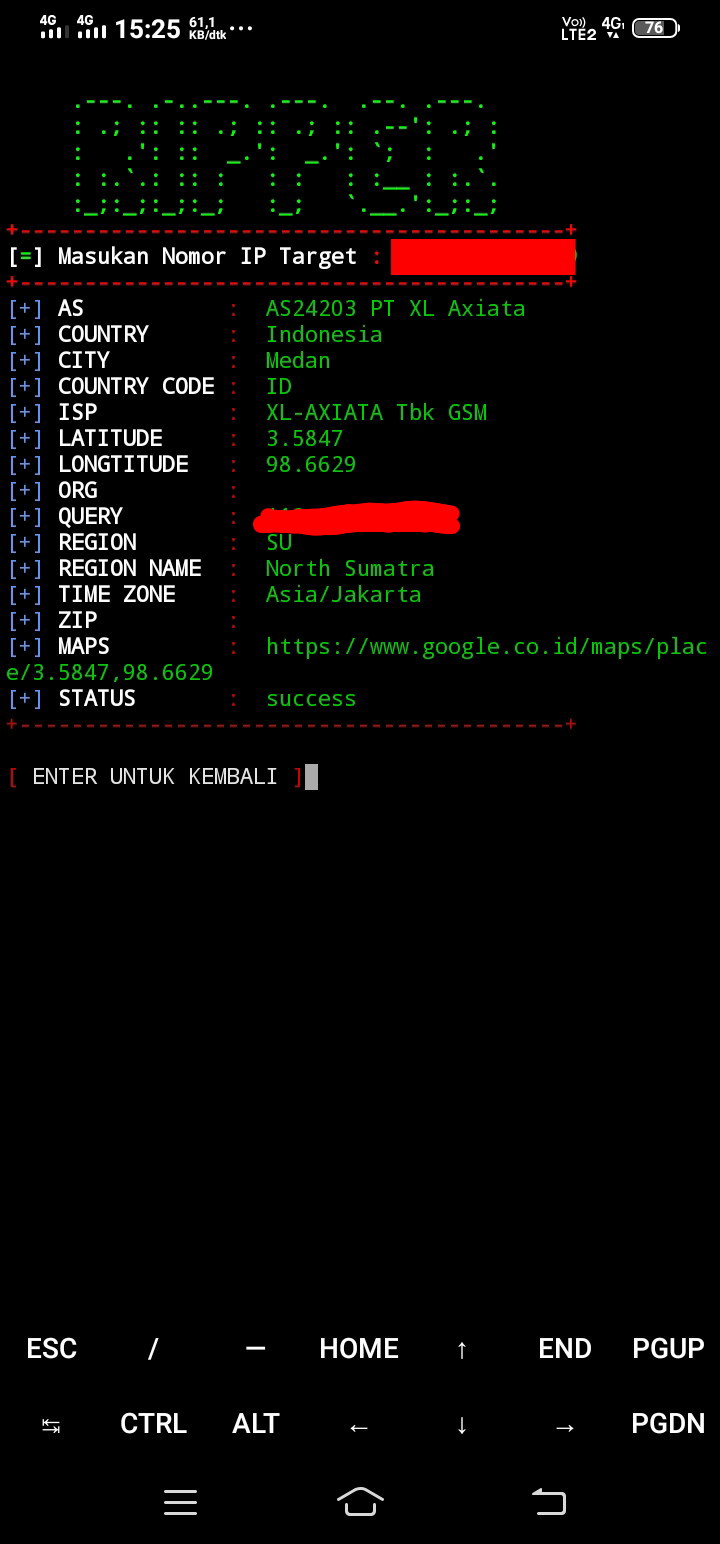 4G 4G 15:25 61,1 KB/dtk ... Vo)) LTE2 4G 76
RIPPER
+------------------------------------------+
[=] Masukan Nomor IP Target :
+------------------------------------------+
[+] AS : AS24203 PT XL Axiata
[+] COUNTRY : Indonesia
[+] CITY : Medan
[+] COUNTRY CODE : ID
[+] ISP : XL-AXIATA Tbk GSM
[+] LATITUDE : 3.5847
[+] LONGTITUDE : 98.6629
[+] ORG :
[+] QUERY :
[+] REGION : SU
[+] REGION NAME : North Sumatra
[+] TIME ZONE : Asia/Jakarta
[+] ZIP :
[+] MAPS : https://www.google.co.id/maps/plac
e/3.5847,98.6629
[+] STATUS : success
+------------------------------------------+
[ ENTER UNTUK KEMBALI ]
ESC / — HOME ↑ END PGUP
↹ CTRL ALT ← ↓ → PGDN